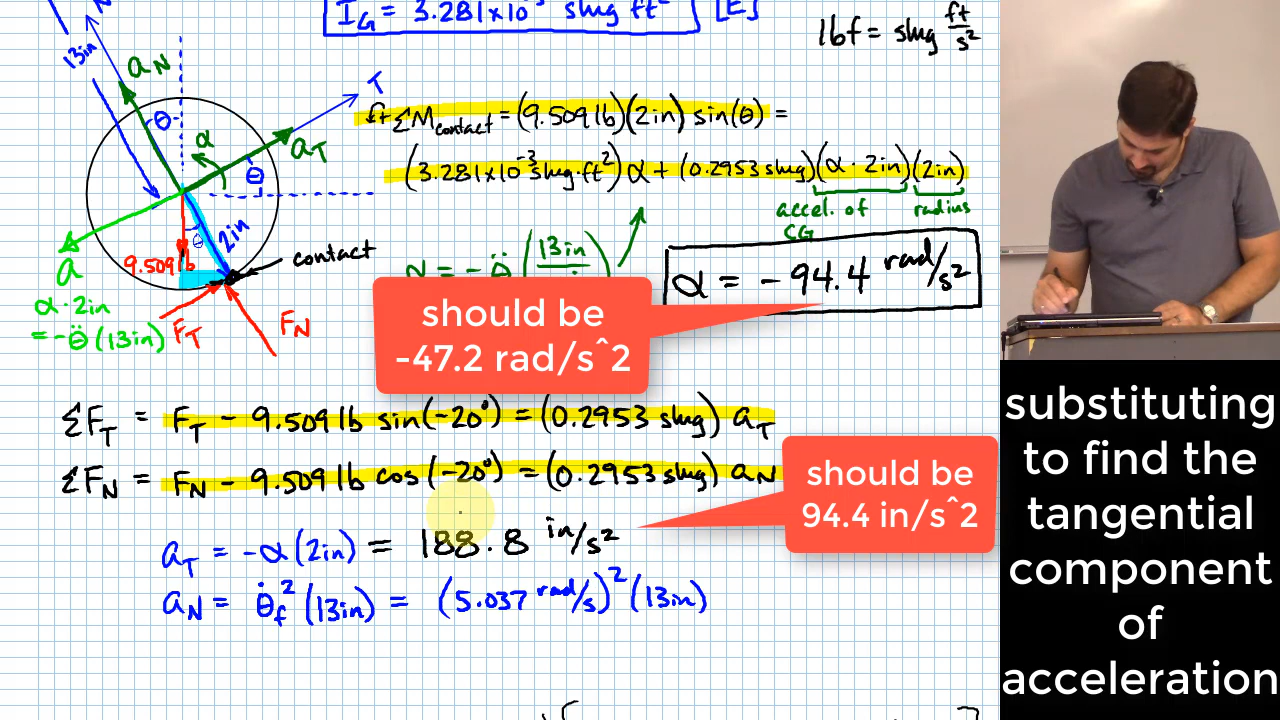 I_G = 3.281x10^-3 slug ft^2 [E]
lbf = slug ft/s^2
N
13in
a_N
T
θ
α
a_T
θ
ΣM_contact = (9.509 lb)(2in) sin(θ) =
(3.281x10^-3 slug·ft^2) α + (0.2953 slug)(α·2in)(2in)
accel. of CG
radius
θ
2in
9.509 lb
contact
a
α·2in
= -θ̈ (13in)
F_T
F_N
α = -θ̈ (13in
α = -94.4 rad/s^2
should be
-47.2 rad/s^2
ΣF_T = F_T - 9.509 lb sin(-20°) = (0.2953 slug) a_T
ΣF_N = F_N - 9.509 lb cos(-20°) = (0.2953 slug) a_N
should be
94.4 in/s^2
a_T = -α(2in) = 188.8 in/s^2
a_N = θ̇_f^2 (13in) = (5.037 rad/s)^2 (13in)
substituting
to find the
tangential
component
of
acceleration